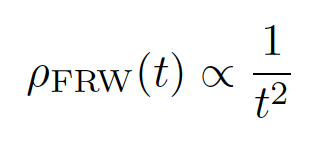 ρ_FRW(t) ∝ 1/t²